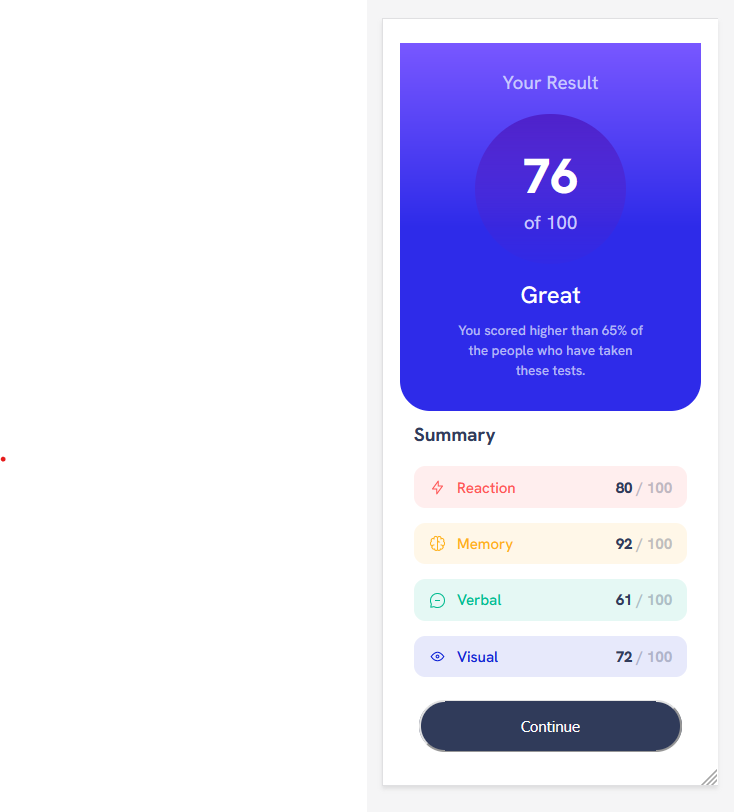 Your Result
76
of 100
Great
You scored higher than 65% of
the people who have taken
these tests.
Summary
Reaction 80 / 100
Memory 92 / 100
Verbal 61 / 100
Visual 72 / 100
Continue